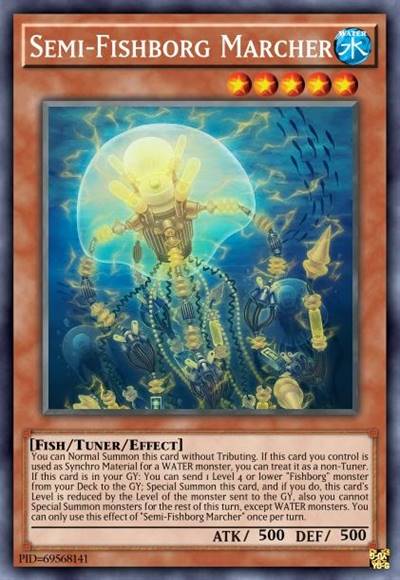 SEMI-FISHBORG MARCHER
WATER
水
[FISH/TUNER/EFFECT]
You can Normal Summon this card without Tributing. If this card you control is
used as Synchro Material for a WATER monster, you can treat it as a non-Tuner.
If this card is in your GY: You can send 1 Level 4 or lower "Fishborg" monster
from your Deck to the GY; Special Summon this card, and if you do, this card's
Level is reduced by the Level of the monster sent to the GY, also you cannot
Special Summon monsters for the rest of this turn, except WATER monsters. You
can only use this effect of "Semi-Fishborg Marcher" once per turn.
ATK/ 500 DEF/ 500
PID=69568141